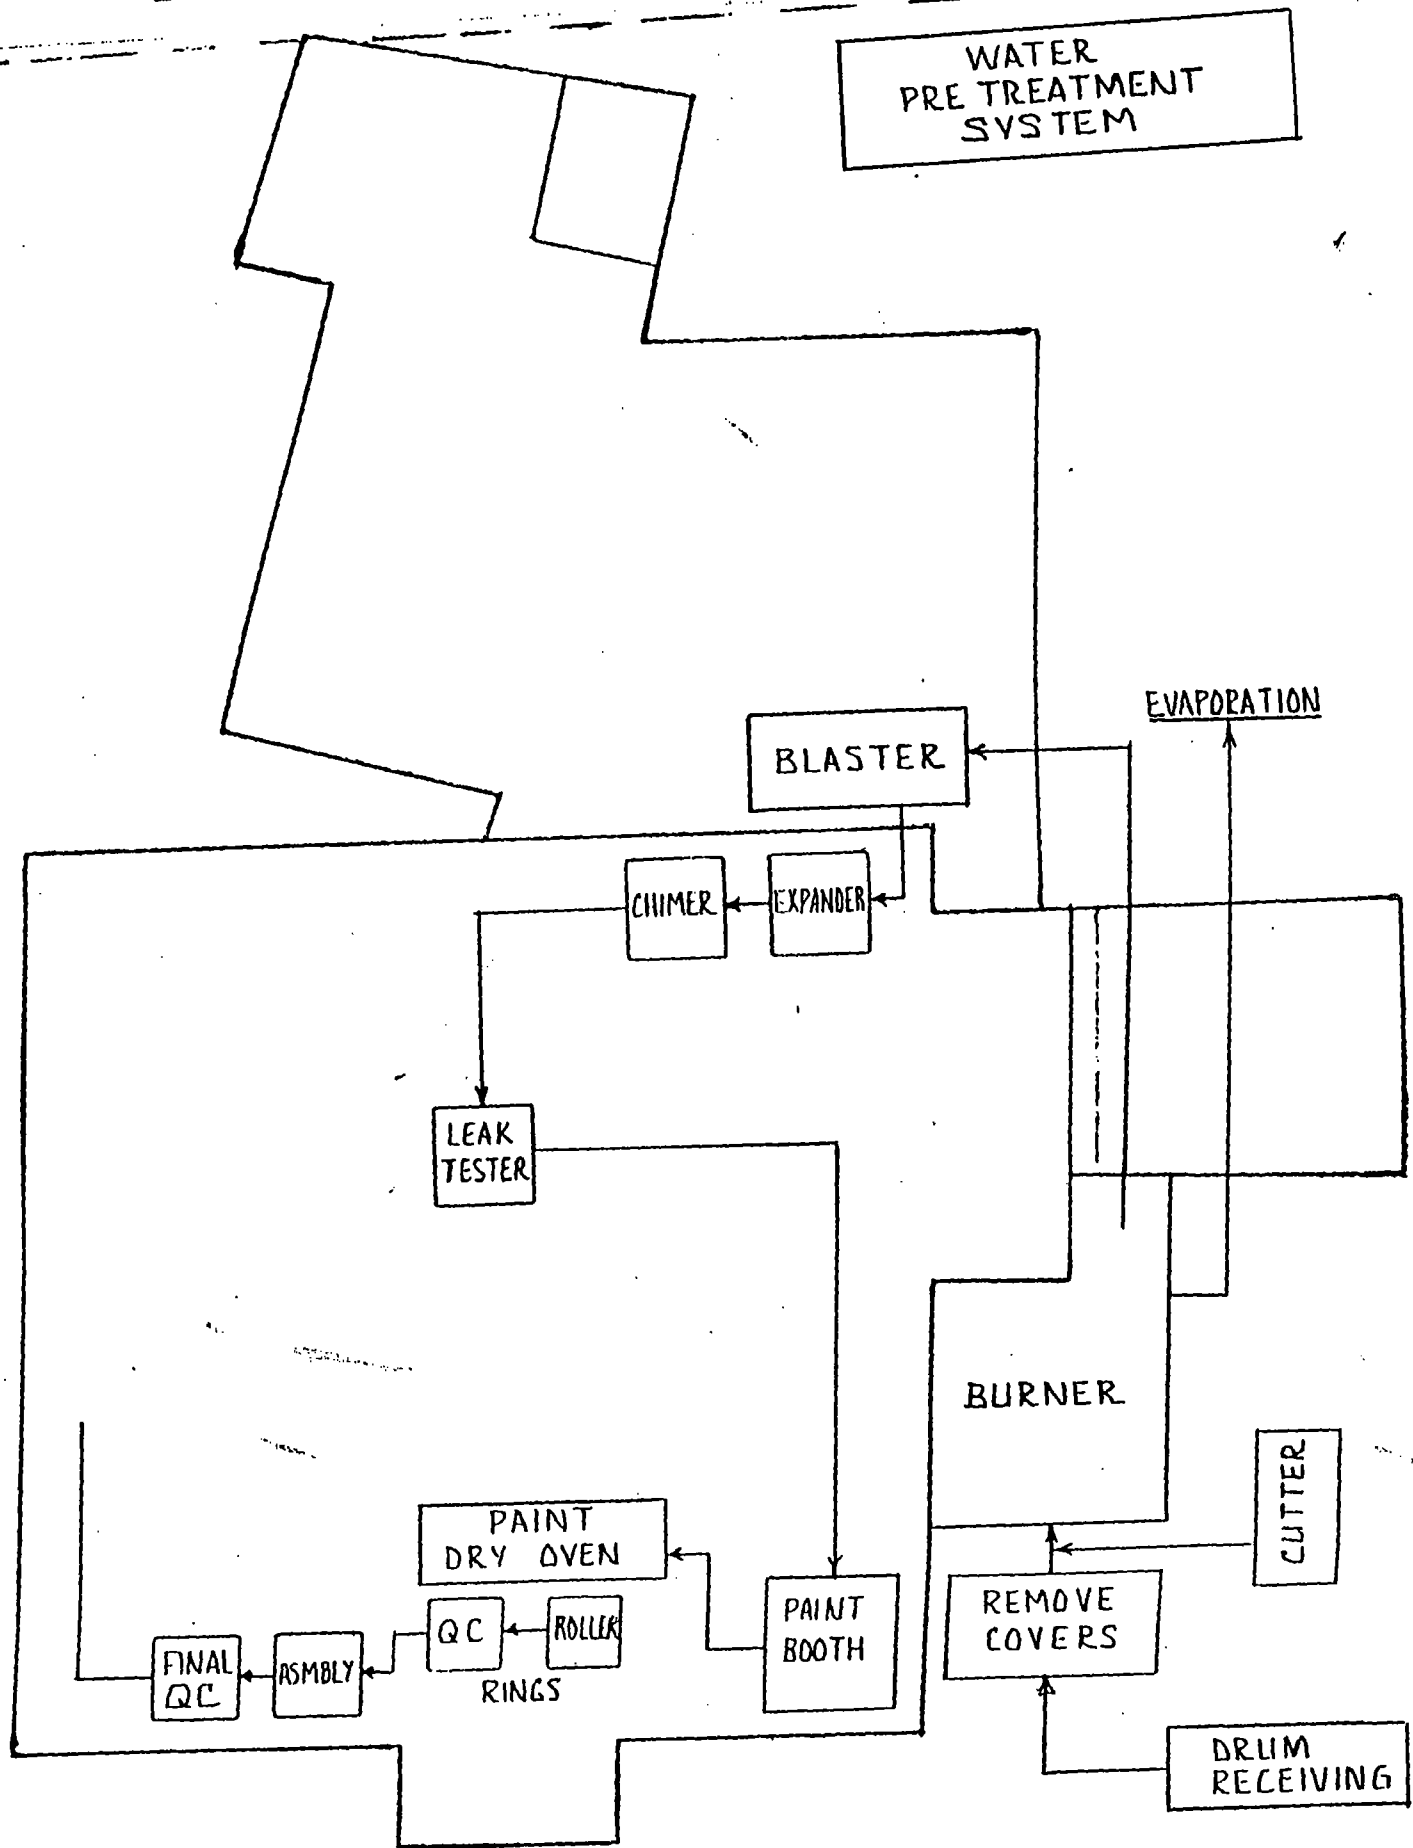 WATER
PRE TREATMENT
SYSTEM
EVAPORATION
BLASTER
CHIMER
EXPANDER
LEAK
TESTER
BURNER
CUTTER
PAINT
DRY OVEN
PAINT
BOOTH
REMOVE
COVERS
QC
ROLLER
RINGS
FINAL
QC
ASMBLY
DRUM
RECEIVING